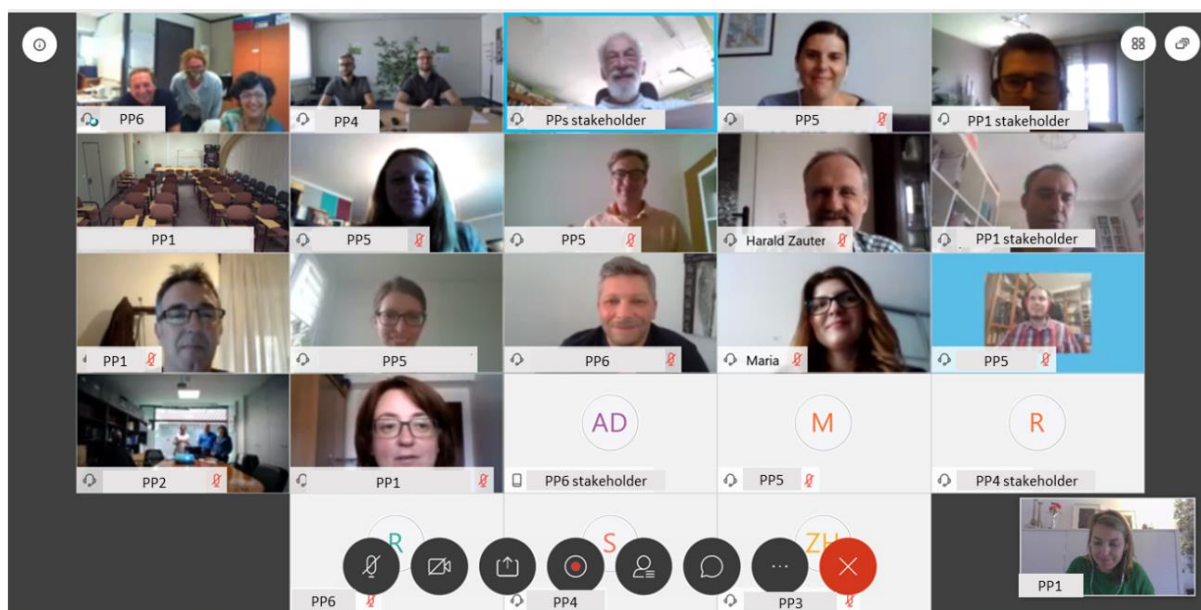 PP6
PP4
PPs stakeholder
PP5
PP1 stakeholder
PP1
PP5
PP5
Harald Zauter
PP1 stakeholder
PP1
PP5
PP6
Maria
PP5
PP2
PP1
AD
PP6 stakeholder
M
PP5
R
PP4 stakeholder
R
PP6
S
PP4
ZH
PP3
PP1